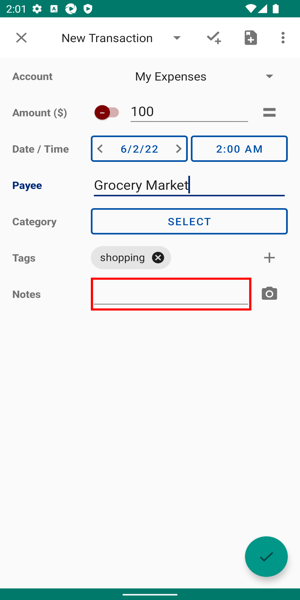 2:01
New Transaction
Account My Expenses
Amount ($) 100
Date / Time 6/2/22 2:00 AM
Payee Grocery Market
Category SELECT
Tags shopping
Notes